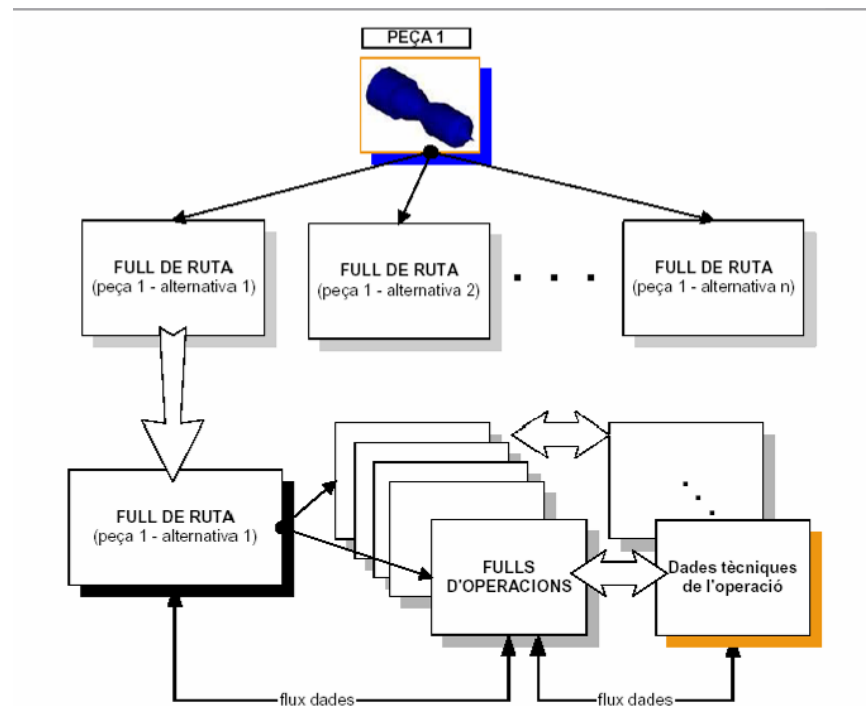 PEÇA 1
FULL DE RUTA
(peça 1 - alternativa 1)
FULL DE RUTA
(peça 1 - alternativa 2)
. . .
FULL DE RUTA
(peça 1 - alternativa n)
FULL DE RUTA
(peça 1 - alternativa 1)
FULLS
D'OPERACIONS
Dades tècniques
de l'operació
flux dades
flux dades